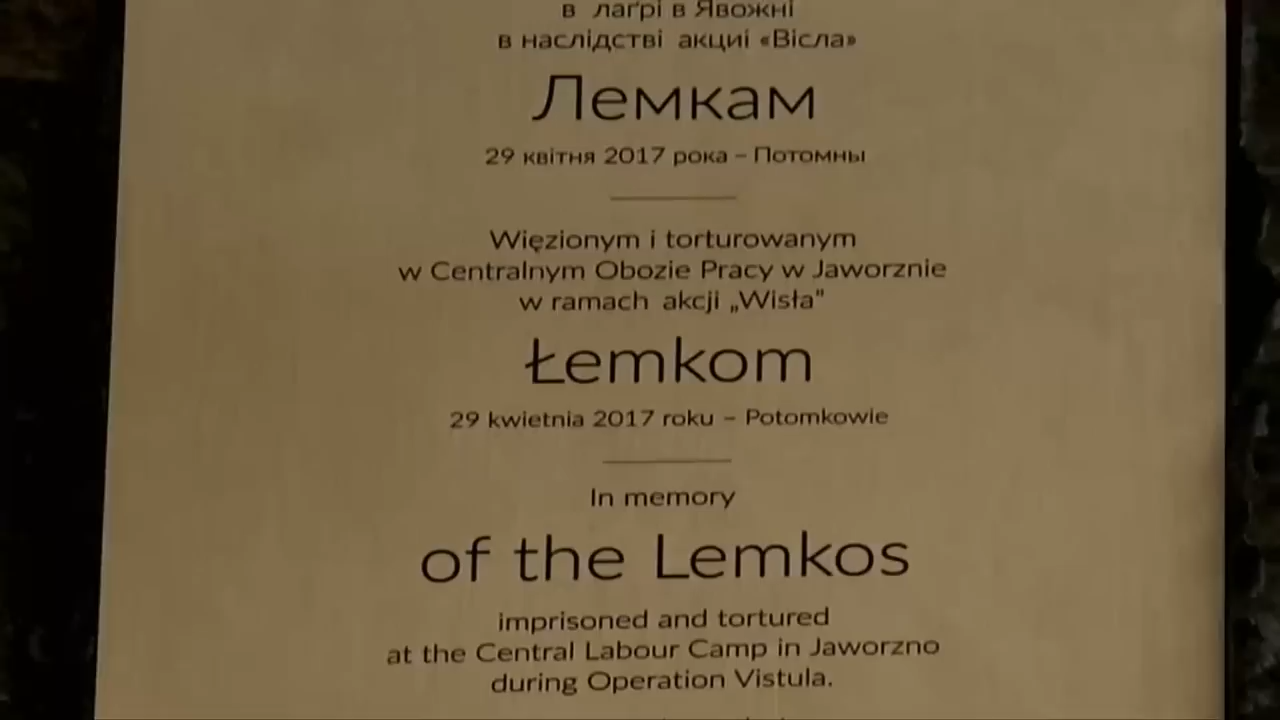 в лаґрі в Явожні
в наслідстві акциі «Вісла»
Лемкам
29 квітня 2017 рока – Потомны
Więzionym i torturowanym
w Centralnym Obozie Pracy w Jaworznie
w ramach akcji „Wisła”
Łemkom
29 kwietnia 2017 roku – Potomkowie
In memory
of the Lemkos
imprisoned and tortured
at the Central Labour Camp in Jaworzno
during Operation Vistula.